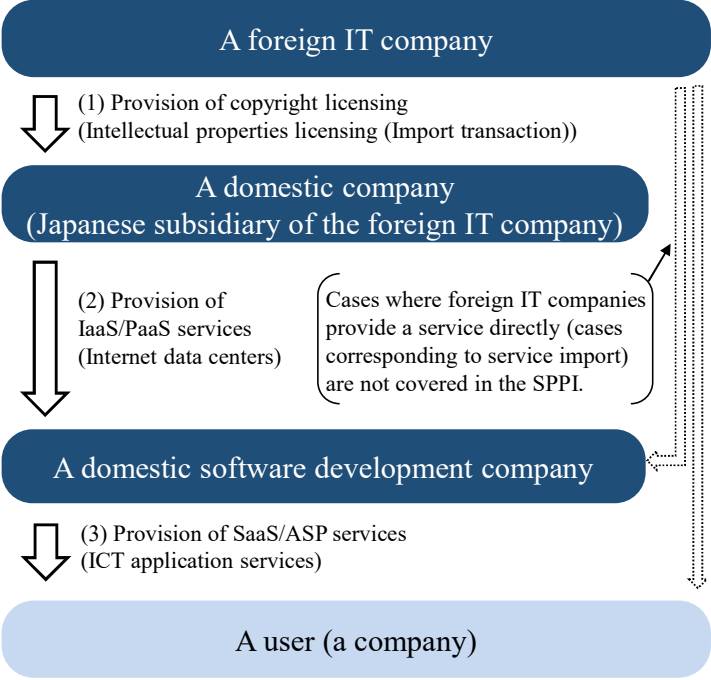 A foreign IT company
(1) Provision of copyright licensing
(Intellectual properties licensing (Import transaction))
A domestic company
(Japanese subsidiary of the foreign IT company)
(2) Provision of
IaaS/PaaS services
(Internet data centers)
Cases where foreign IT companies
provide a service directly (cases
corresponding to service import)
are not covered in the SPPI.
A domestic software development company
(3) Provision of SaaS/ASP services
(ICT application services)
A user (a company)